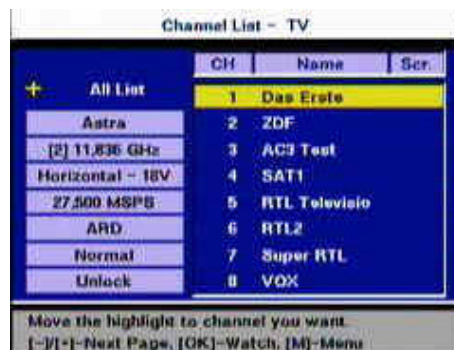 Channel List - TV
CH Name Scr.
All List
1 Das Erste
Astra
2 ZDF
[2] 11,836 GHz
3 AC3 Test
Horizontal - 18V
4 SAT1
27,500 MSPS
5 RTL Televisio
ARD
6 RTL2
Normal
7 Super RTL
Unlock
8 VOX
Move the highlight to channel you want.
[-]/[+]-Next Page, [OK]-Watch, [M]-Menu